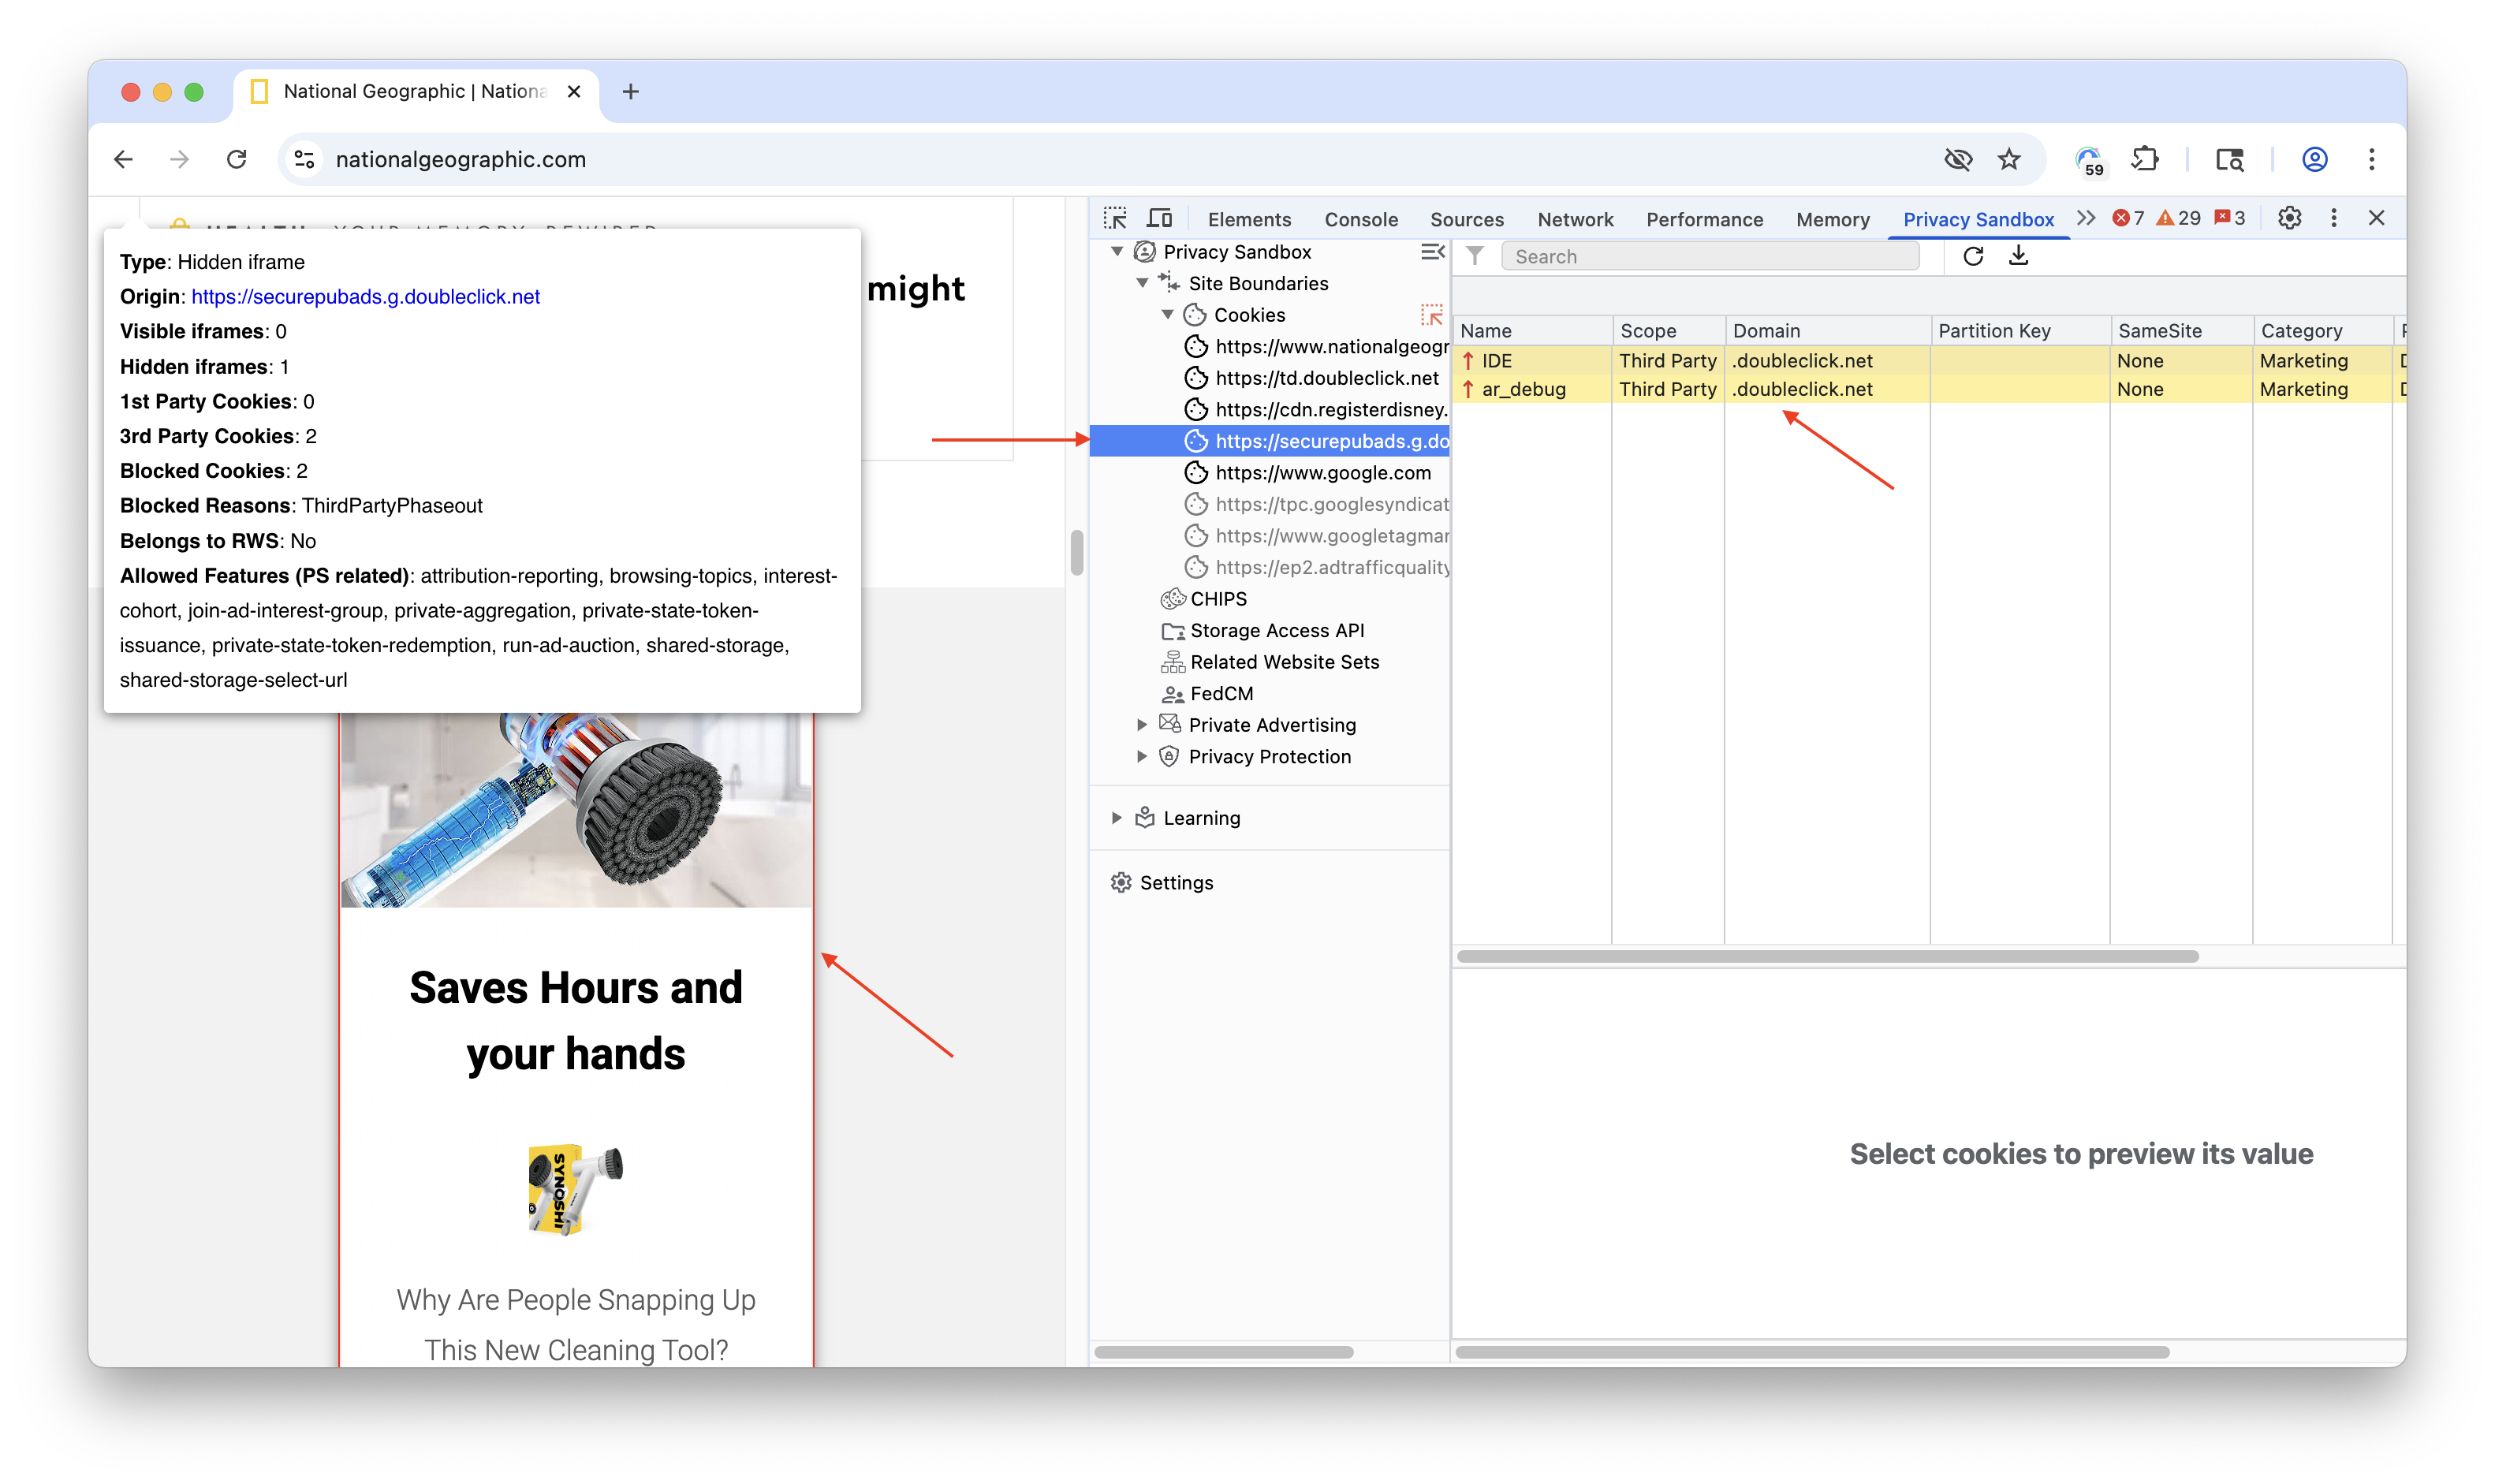 National Geographic | Nationa
nationalgeographic.com
59
might
Type: Hidden iframe
Origin: https://securepubads.g.doubleclick.net
Visible iframes: 0
Hidden iframes: 1
1st Party Cookies: 0
3rd Party Cookies: 2
Blocked Cookies: 2
Blocked Reasons: ThirdPartyPhaseout
Belongs to RWS: No
Allowed Features (PS related): attribution-reporting, browsing-topics, interest-
cohort, join-ad-interest-group, private-aggregation, private-state-token-
issuance, private-state-token-redemption, run-ad-auction, shared-storage,
shared-storage-select-url
Saves Hours and
your hands
SYNOSHI
Why Are People Snapping Up
This New Cleaning Tool?
Elements Console Sources Network Performance Memory Privacy Sandbox 7 29 3
Privacy Sandbox
Site Boundaries
Cookies
https://www.nationalgeogr
https://td.doubleclick.net
https://cdn.registerdisney.
https://securepubads.g.do
https://www.google.com
https://tpc.googlesyndicat
https://www.googletagmar
https://ep2.adtrafficquality
CHIPS
Storage Access API
Related Website Sets
FedCM
Private Advertising
Privacy Protection
Learning
Settings
Search
Name Scope Domain Partition Key SameSite Category
IDE Third Party .doubleclick.net None Marketing
ar_debug Third Party .doubleclick.net None Marketing
Select cookies to preview its value